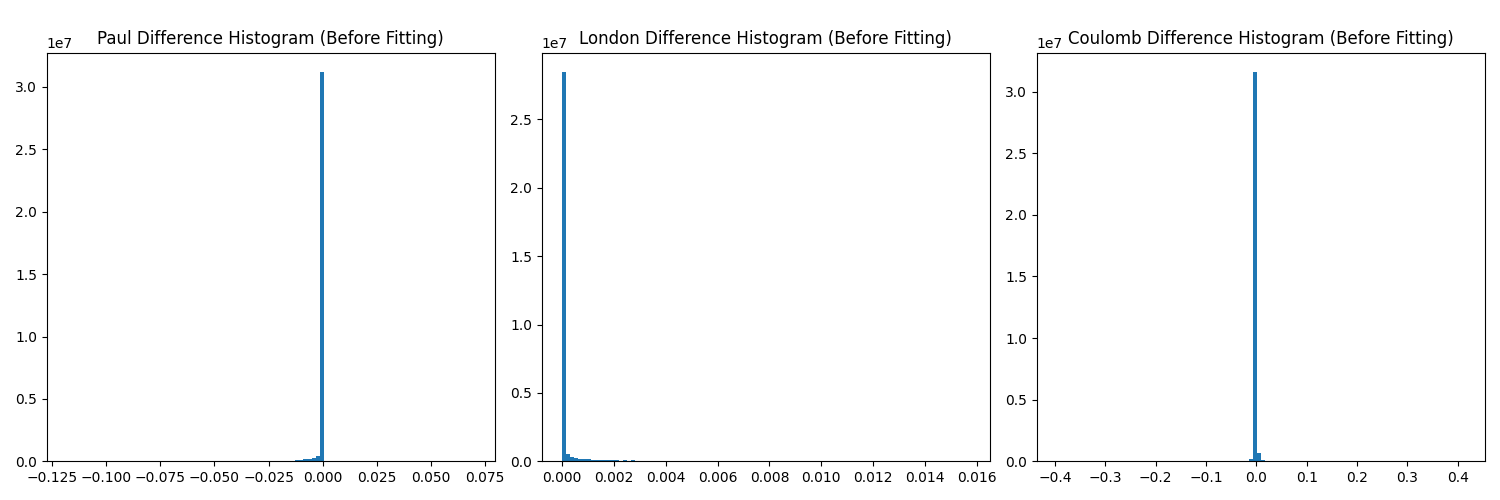 Paul Difference Histogram (Before Fitting)
1e7
3.0
2.5
2.0
1.5
1.0
0.5
0.0
−0.125 −0.100 −0.075 −0.050 −0.025 0.000 0.025 0.050 0.075
London Difference Histogram (Before Fitting)
1e7
2.5
2.0
1.5
1.0
0.5
0.0
0.000 0.002 0.004 0.006 0.008 0.010 0.012 0.014 0.016
Coulomb Difference Histogram (Before Fitting)
1e7
3.0
2.5
2.0
1.5
1.0
0.5
0.0
−0.4 −0.3 −0.2 −0.1 0.0 0.1 0.2 0.3 0.4